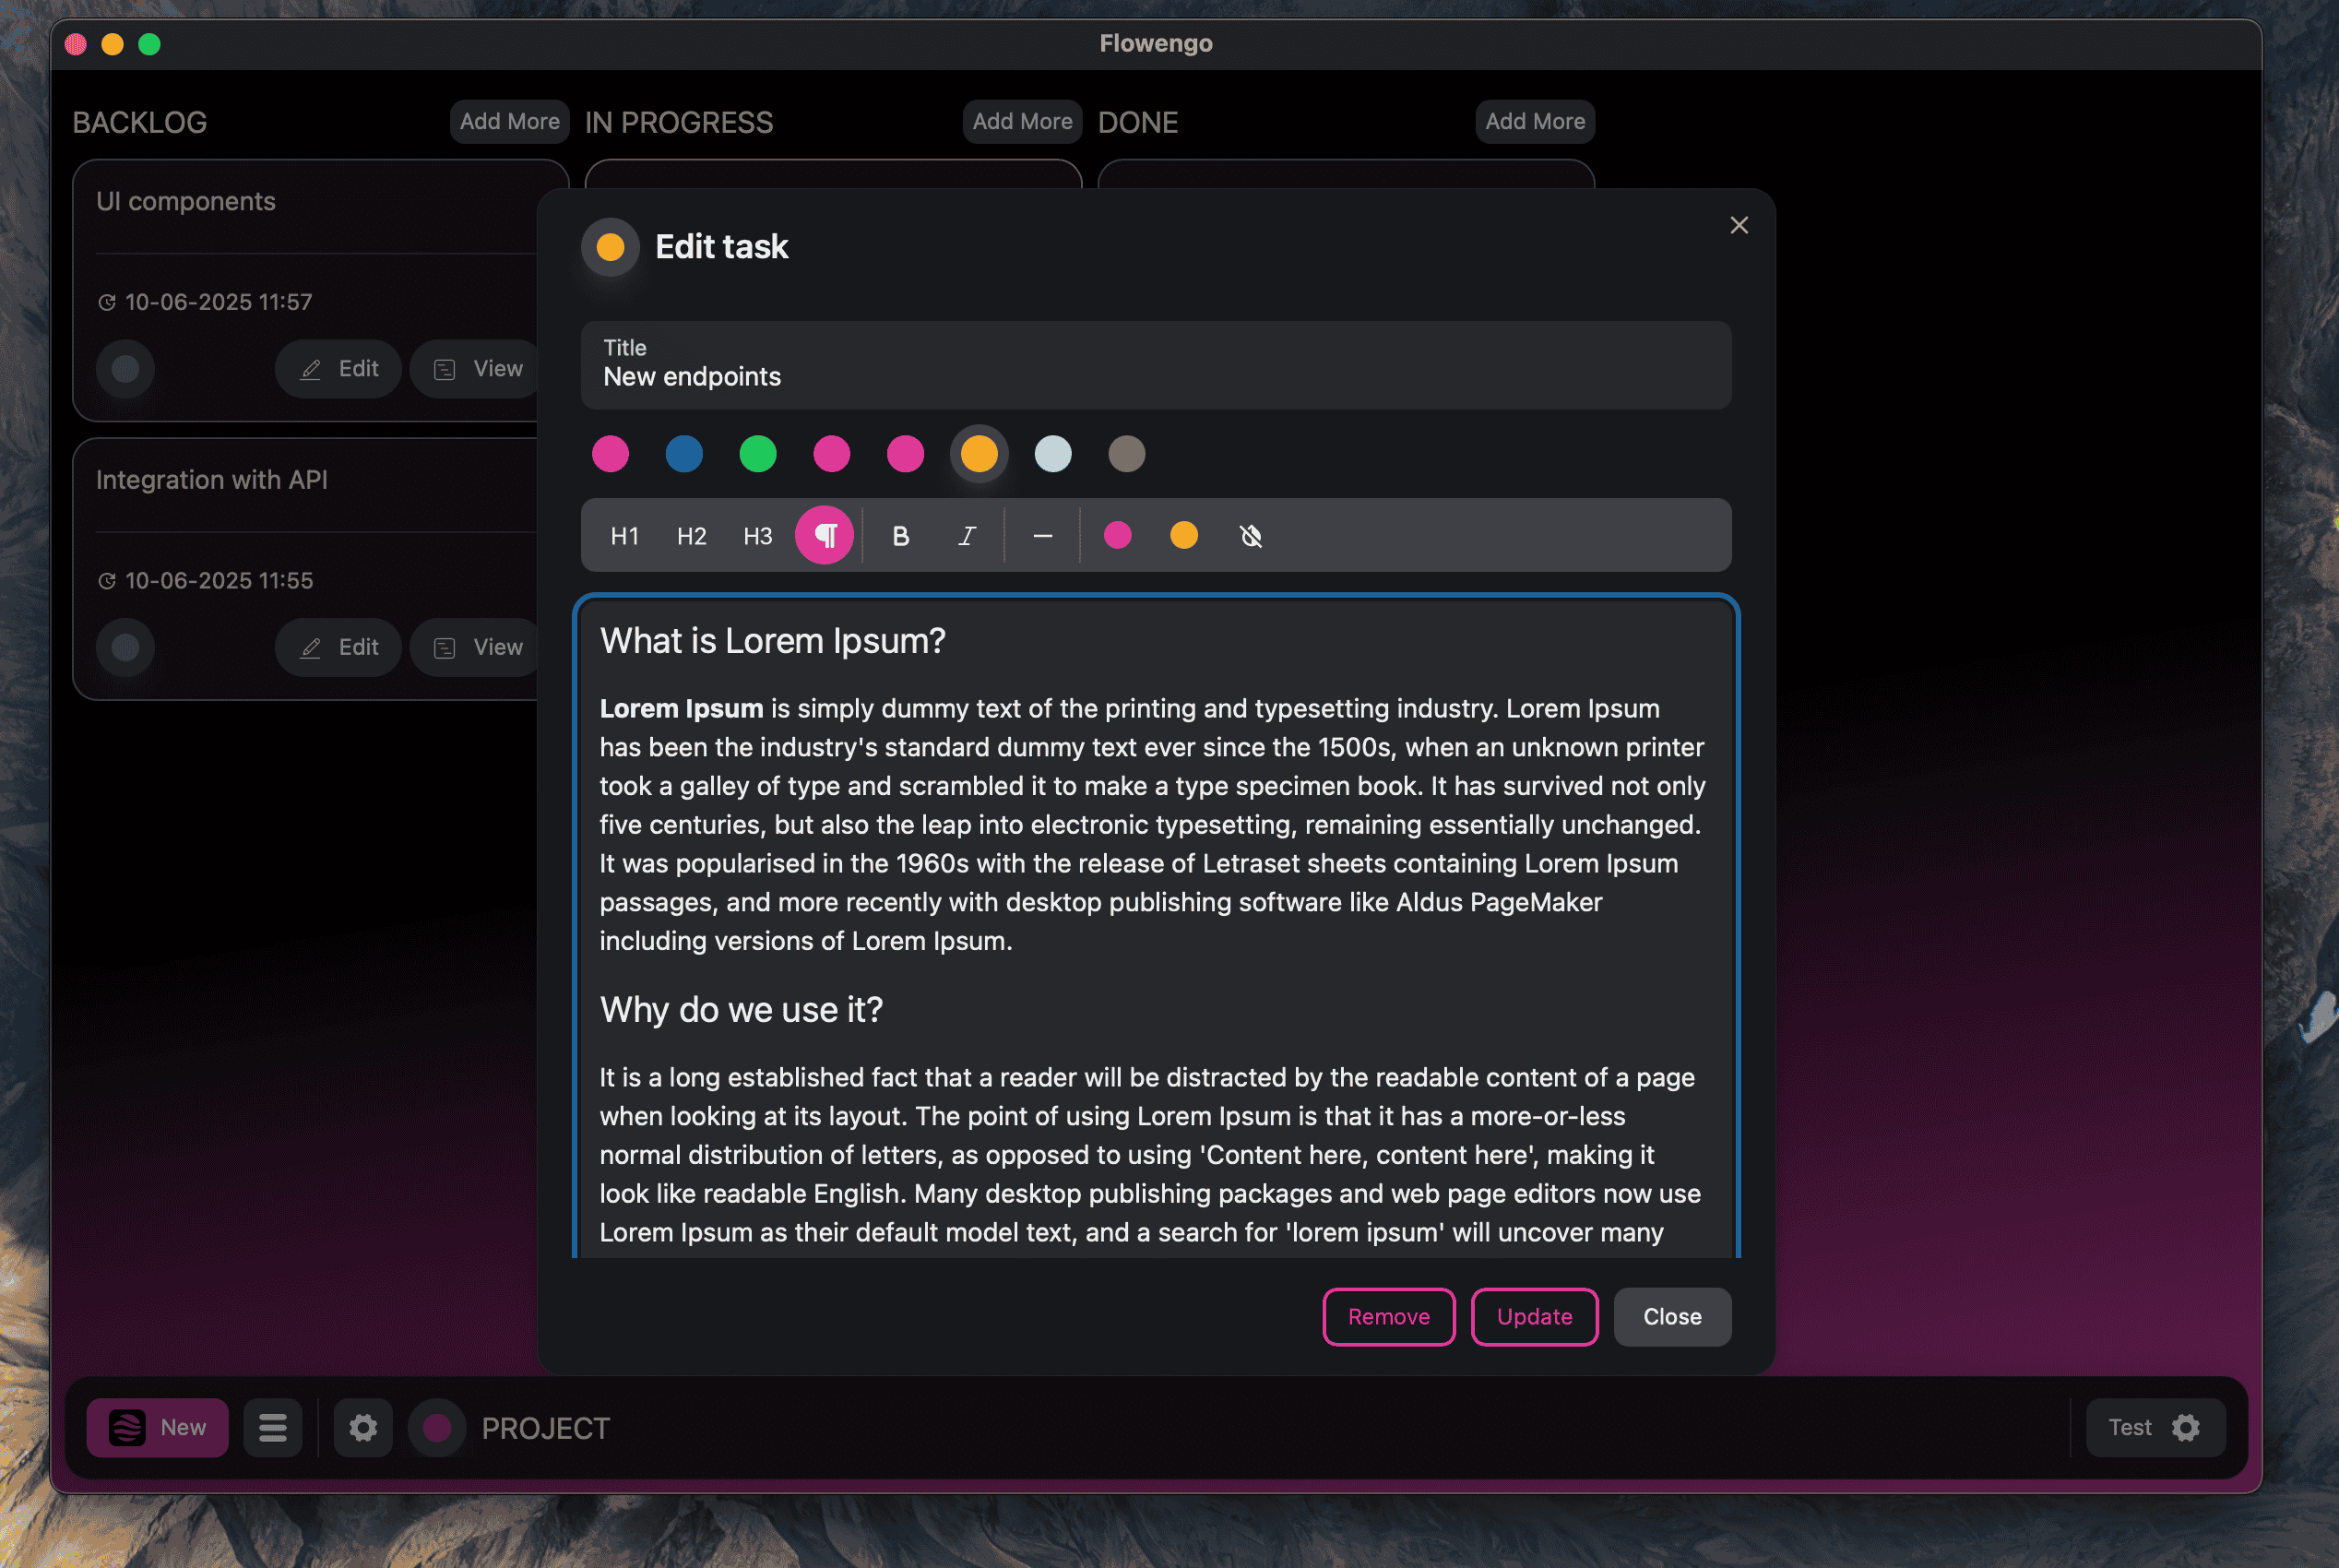 Flowengo
BACKLOG
Add More
IN PROGRESS
Add More
DONE
Add More
UI components
10-06-2025 11:57
Edit
View
Integration with API
10-06-2025 11:55
Edit
View
Edit task
Title
New endpoints
H1 H2 H3 ¶ B I
What is Lorem Ipsum?
Lorem Ipsum is simply dummy text of the printing and typesetting industry. Lorem Ipsum
has been the industry's standard dummy text ever since the 1500s, when an unknown printer
took a galley of type and scrambled it to make a type specimen book. It has survived not only
five centuries, but also the leap into electronic typesetting, remaining essentially unchanged.
It was popularised in the 1960s with the release of Letraset sheets containing Lorem Ipsum
passages, and more recently with desktop publishing software like Aldus PageMaker
including versions of Lorem Ipsum.
Why do we use it?
It is a long established fact that a reader will be distracted by the readable content of a page
when looking at its layout. The point of using Lorem Ipsum is that it has a more-or-less
normal distribution of letters, as opposed to using 'Content here, content here', making it
look like readable English. Many desktop publishing packages and web page editors now use
Lorem Ipsum as their default model text, and a search for 'lorem ipsum' will uncover many
Remove
Update
Close
New
PROJECT
Test